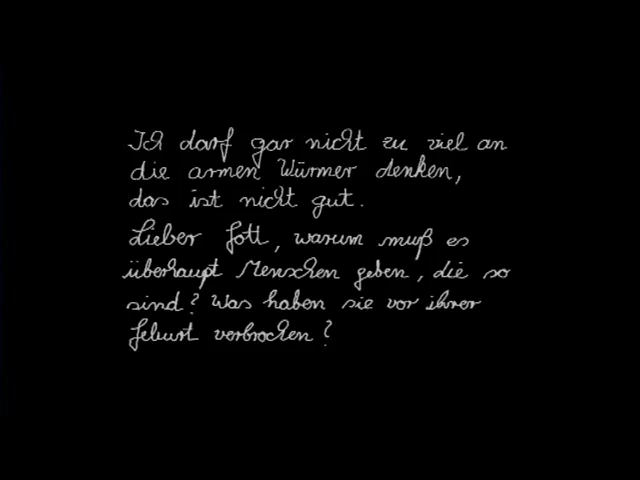 Ich darf gar nicht zu viel an
die armen Würmer denken,
das ist nicht gut.
Lieber Gott, warum muß es
überhaupt Menschen geben, die so
sind? Was haben sie vor ihrer
Geburt verbrochen?